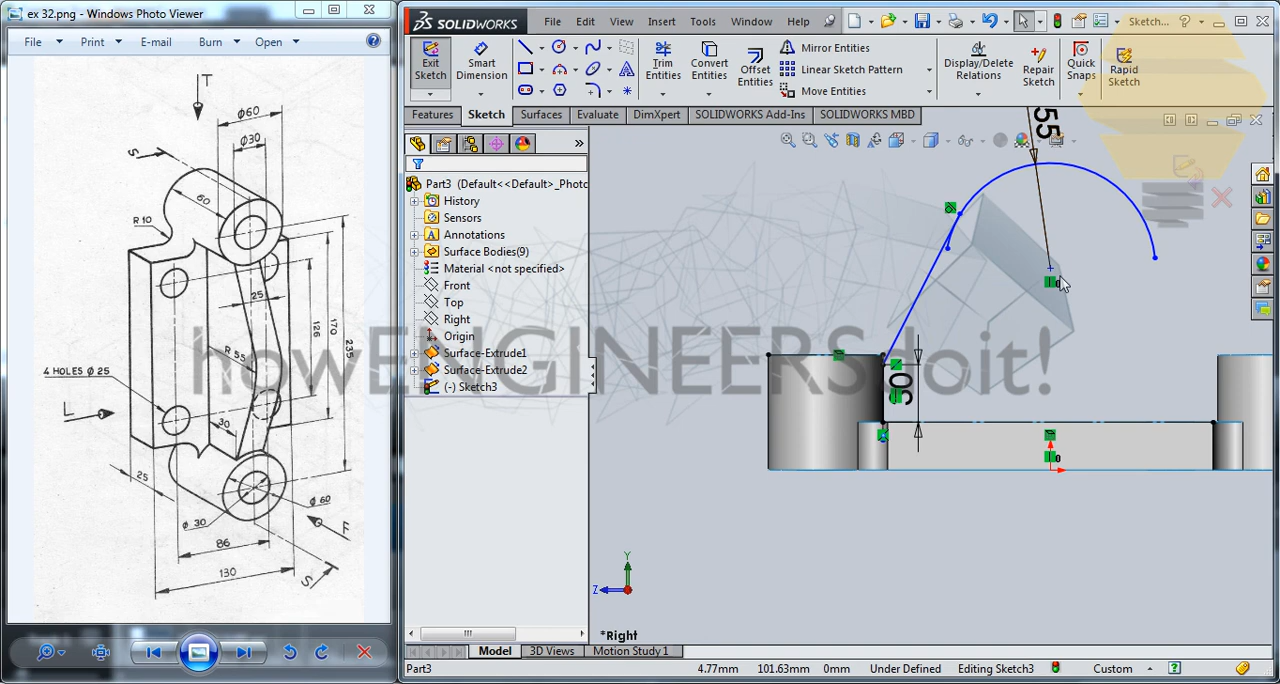 ex 32.png - Windows Photo Viewer
File Print E-mail Burn Open
T
ϕ60
ϕ30
S
60
R 10
25
170
126
235
R 55
4 HOLES ϕ 25
L
30
25
ϕ 60
ϕ 30
F
86
S
130
SOLIDWORKS File Edit View Insert Tools Window Help Sketch... ?
Exit Sketch
Smart Dimension
Trim Entities
Convert Entities
Offset Entities
Mirror Entities
Linear Sketch Pattern
Move Entities
Display/Delete Relations
Repair Sketch
Quick Snaps
Rapid Sketch
Features Sketch Surfaces Evaluate DimXpert SOLIDWORKS Add-Ins SOLIDWORKS MBD
Part3 (Default<<Default>_Photo
History
Sensors
Annotations
Surface Bodies(9)
Material <not specified>
Front
Top
Right
Origin
Surface-Extrude1
Surface-Extrude2
(-) Sketch3
55
howENGINEERSdoit!
30
0
0
Y
Z
*Right
Model 3D Views Motion Study 1
Part3 4.77mm 101.63mm 0mm Under Defined Editing Sketch3 Custom ?